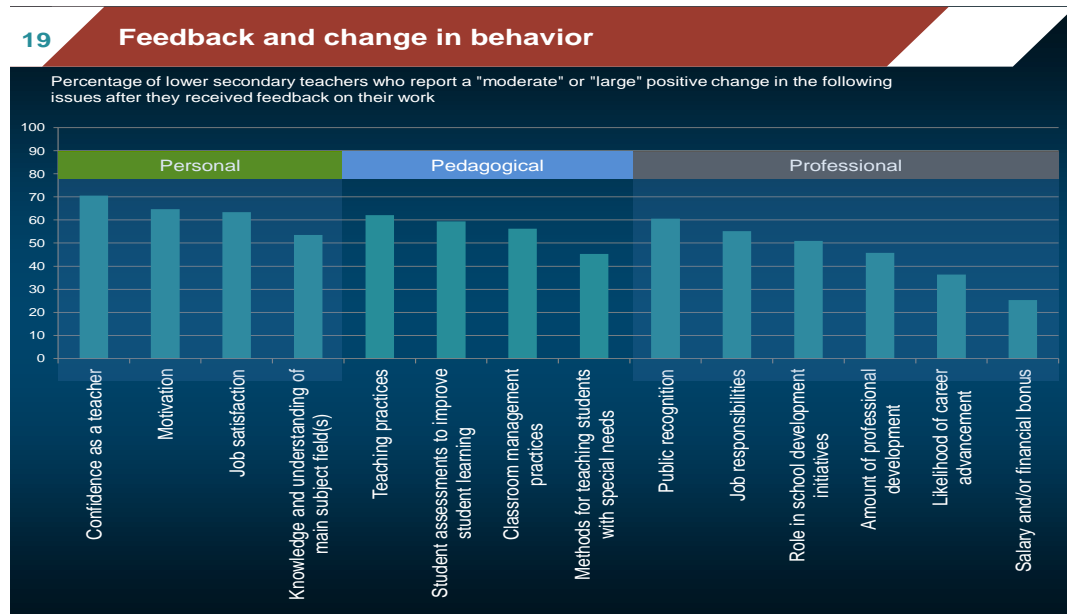 19
Feedback and change in behavior
Percentage of lower secondary teachers who report a "moderate" or "large" positive change in the following
issues after they received feedback on their work
100
90
80
70
60
50
40
30
20
10
0
Personal
Pedagogical
Professional
Confidence as a teacher
Motivation
Job satisfaction
Knowledge and understanding of
main subject field(s)
Teaching practices
Student assessments to improve
student learning
Classroom management
practices
Methods for teaching students
with special needs
Public recognition
Job responsibilities
Role in school development
initiatives
Amount of professional
development
Likelihood of career
advancement
Salary and/or financial bonus